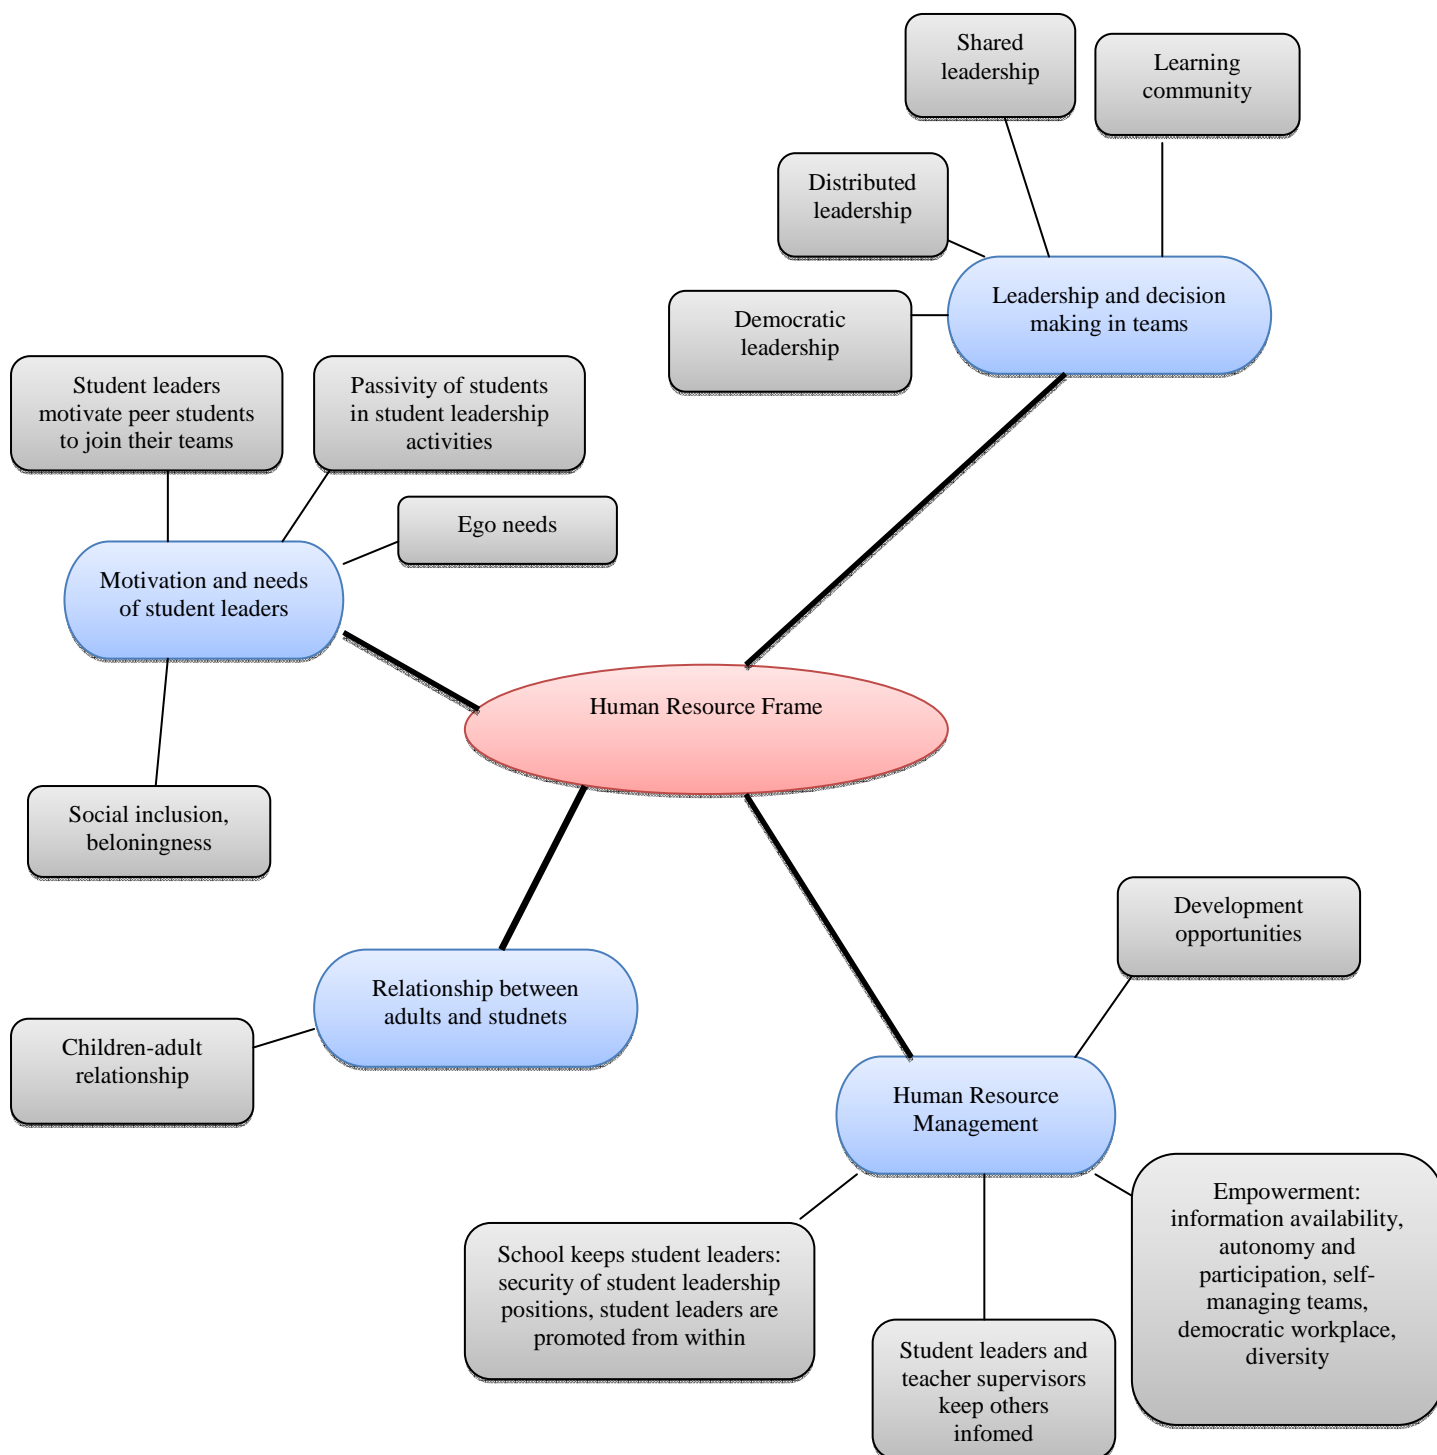 Shared
leadership
Learning
community
Distributed
leadership
Leadership and decision
making in teams
Democratic
leadership
Student leaders
motivate peer students
to join their teams
Passivity of students
in student leadership
activities
Ego needs
Motivation and needs
of student leaders
Human Resource Frame
Social inclusion,
beloningness
Development
opportunities
Relationship between
adults and studnets
Children-adult
relationship
Human Resource
Management
Empowerment:
information availability,
autonomy and
participation, self-
managing teams,
democratic workplace,
diversity
School keeps student leaders:
security of student leadership
positions, student leaders are
promoted from within
Student leaders and
teacher supervisors
keep others
infomed